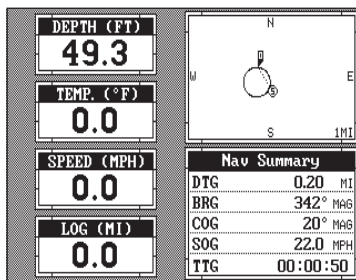 DEPTH (FT)
49.3
TEMP. (°F)
0.0
SPEED (MPH)
0.0
LOG (MI)
0.0
N
W
E
S
1MI
Nav Summary
DTG 0.20 MI
BRG 342° MAG
COG 20° MAG
SOG 22.0 MPH
TTG 00:00:50